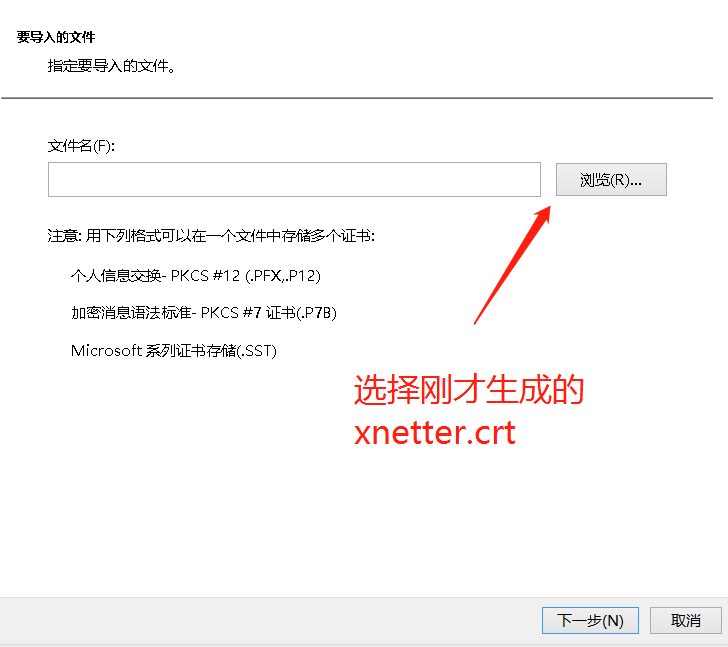 要导入的文件
指定要导入的文件。
文件名(F):
浏览(R)...
注意: 用下列格式可以在一个文件中存储多个证书:
个人信息交换- PKCS #12 (.PFX,.P12)
加密消息语法标准- PKCS #7 证书(.P7B)
Microsoft 系列证书存储(.SST)
选择刚才生成的
xnetter.crt
下一步(N)
取消